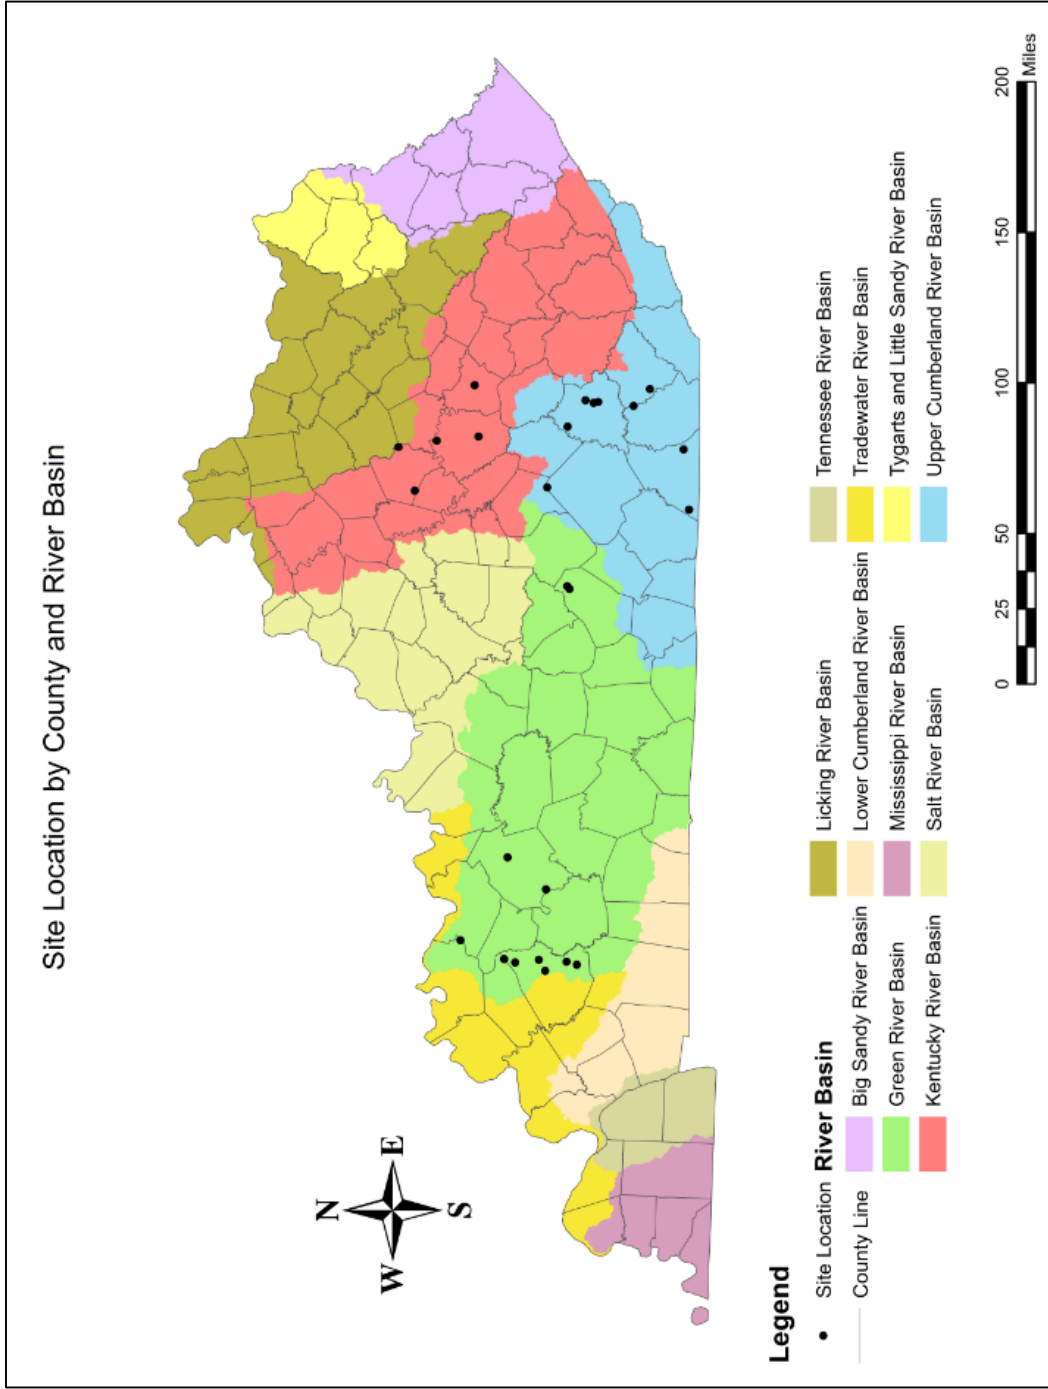 Site Location by County and River Basin
N
W E
S
Legend
Site Location
County Line
River Basin
Big Sandy River Basin
Green River Basin
Kentucky River Basin
Licking River Basin
Lower Cumberland River Basin
Mississippi River Basin
Salt River Basin
Tennessee River Basin
Tradewater River Basin
Tygarts and Little Sandy River Basin
Upper Cumberland River Basin
0 25 50 100 150 200
Miles